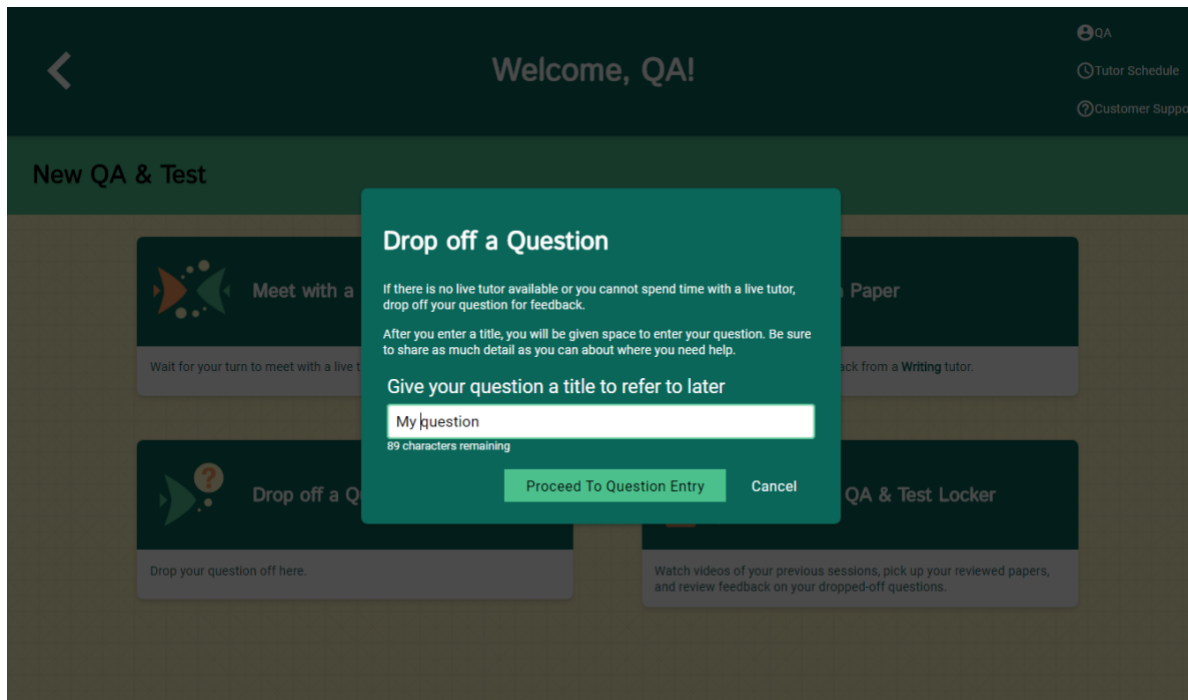 QA
Welcome, QA!
Tutor Schedule
Customer Suppo
New QA & Test
Drop off a Question
If there is no live tutor available or you cannot spend time with a live tutor,
drop off your question for feedback.
After you enter a title, you will be given space to enter your question. Be sure
to share as much detail as you can about where you need help.
Give your question a title to refer to later
My question
89 characters remaining
Proceed To Question Entry
Cancel
Meet with a
Paper
Wait for your turn to meet with a live t
ack from a Writing tutor.
Drop off a Q
QA & Test Locker
Drop your question off here.
Watch videos of your previous sessions, pick up your reviewed papers,
and review feedback on your dropped-off questions.